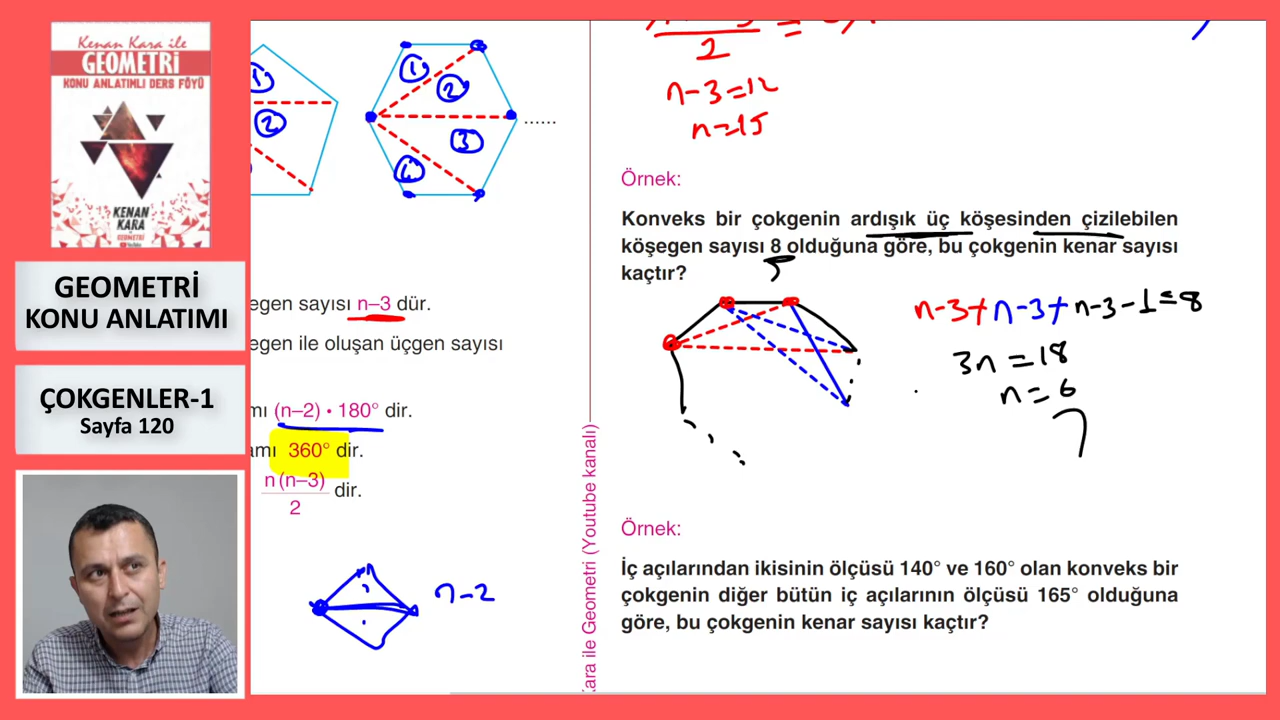 Kenan Kara ile
GEOMETRİ
KONU ANLATIMLI DERS FÖYÜ
KENAN
KARA
GEOMETRİ
GEOMETRİ
KONU ANLATIMI
ÇOKGENLER-1
Sayfa 120
1
2
1
2
3
4
......
egen sayısı n–3 dür.
egen ile oluşan üçgen sayısı
mı (n–2) • 180° dir.
amı 360° dir.
n(n–3)
2
dir.
n-2
ara ile Geometri (Youtube kanalı)
2
n-3=12
n=15
Örnek:
Konveks bir çokgenin ardışık üç köşesinden çizilebilen
köşegen sayısı 8 olduğuna göre, bu çokgenin kenar sayısı
kaçtır?
n-3+n-3+n-3-1=8
3n=18
n=6
Örnek:
İç açılarından ikisinin ölçüsü 140° ve 160° olan konveks bir
çokgenin diğer bütün iç açılarının ölçüsü 165° olduğuna
göre, bu çokgenin kenar sayısı kaçtır?